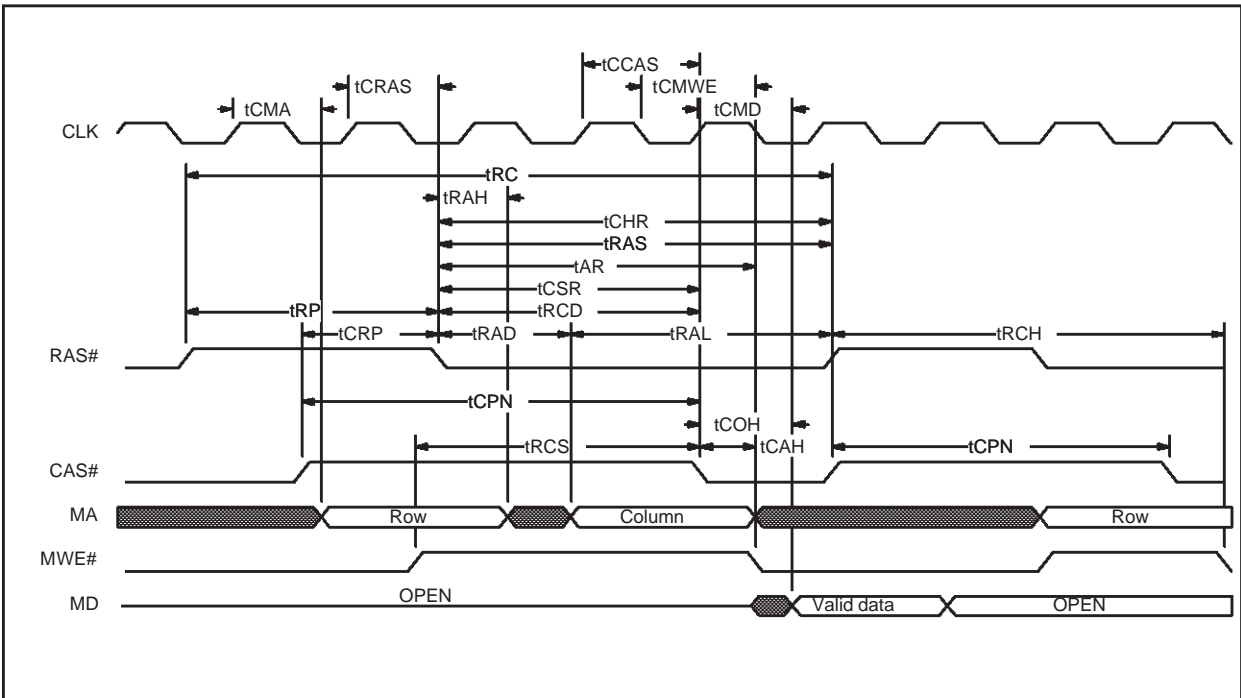 tCCAS
tCRAS
tCMWE
tCMA
tCMD
CLK
tRC
tRAH
tCHR
tRAS
tAR
tCSR
tRP
tRCD
tCRP
tRAD
tRAL
tRCH
RAS#
tCPN
tCOH
tRCS
tCAH
tCPN
CAS#
MA
Row
Column
Row
MWE#
MD
OPEN
Valid data
OPEN